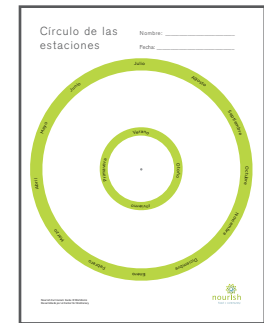 Círculo de las
estaciones
Nombre:
Fecha:
Julio
Agosto
Septiembre
Octubre
Noviembre
Diciembre
Enero
Febrero
Marzo
Abril
Mayo
Junio
Verano
Otoño
Invierno
Primavera
nourish